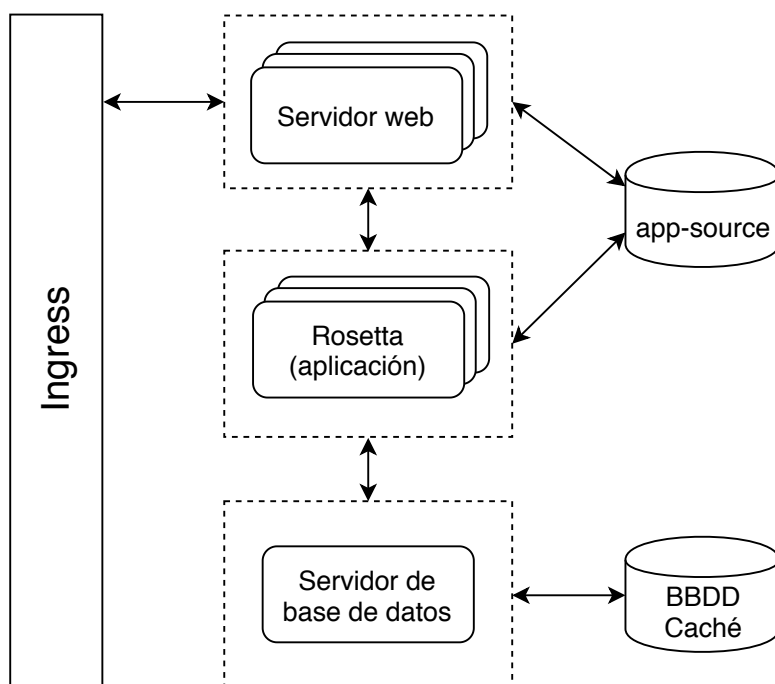 Ingress
Servidor web
app-source
Rosetta
(aplicación)
Servidor de
base de datos
BBDD
Caché